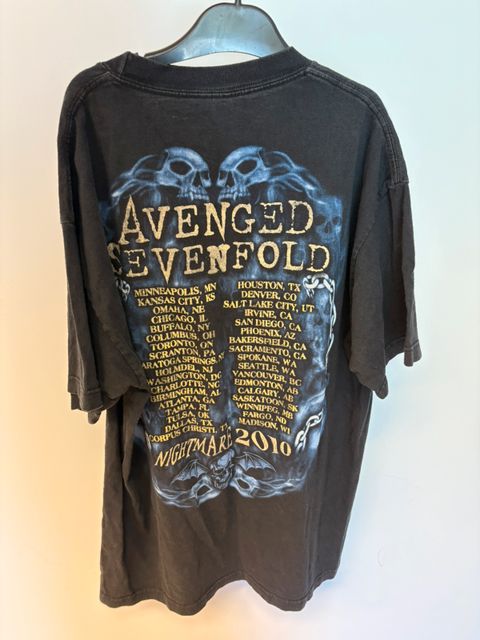 AVENGED
SEVENFOLD
MINNEAPOLIS, MN
KANSAS CITY, KS
OMAHA, NE
CHICAGO, IL
BUFFALO, NY
COLUMBUS, OH
TORONTO, ON
SCRANTON, PA
SARATOGA SPRINGS, NY
HOLMDEL, NJ
WASHINGTON, DC
CHARLOTTE, NC
BIRMINGHAM, AL
ATLANTA, GA
TAMPA, FL
TULSA, OK
DALLAS, TX
CORPUS CHRISTI, TX
HOUSTON, TX
DENVER, CO
SALT LAKE CITY, UT
IRVINE, CA
SAN DIEGO, CA
PHOENIX, AZ
BAKERSFIELD, CA
SACRAMENTO, CA
SPOKANE, WA
SEATTLE, WA
VANCOUVER, BC
EDMONTON, AB
CALGARY, AB
SASKATOON, SK
WINNIPEG, MB
FARGO, ND
MADISON, WI
NIGHTMARE 2010